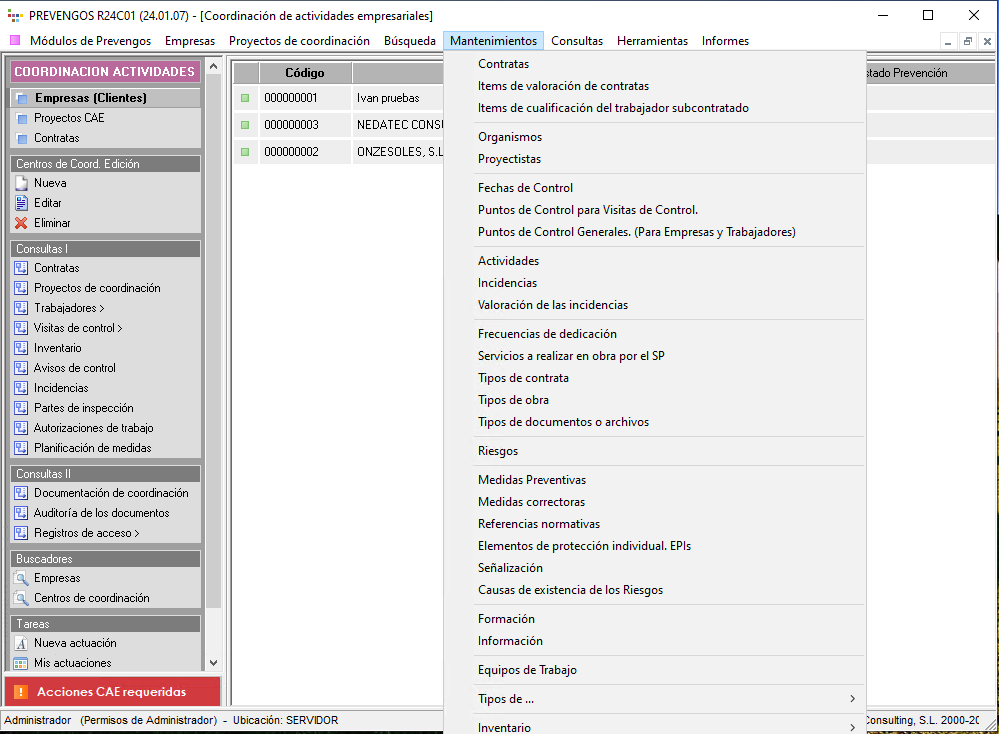 PREVENGOS R24C01 (24.01.07) - [Coordinación de actividades empresariales]
Módulos de Prevengos Empresas Proyectos de coordinación Búsqueda Mantenimientos Consultas Herramientas Informes
COORDINACION ACTIVIDADES
Empresas (Clientes)
Proyectos CAE
Contratas
Centros de Coord. Edición
Nueva
Editar
Eliminar
Consultas I
Contratas
Proyectos de coordinación
Trabajadores >
Visitas de control >
Inventario
Avisos de control
Incidencias
Partes de inspección
Autorizaciones de trabajo
Planificación de medidas
Consultas II
Documentación de coordinación
Auditoría de los documentos
Registros de acceso >
Buscadores
Empresas
Centros de coordinación
Tareas
Nueva actuación
Mis actuaciones
Acciones CAE requeridas
Código
000000001 Ivan pruebas
000000003 NEDATEC CONSU
000000002 ONZESOLES, S.L
Contratas
Items de valoración de contratas
Items de cualificación del trabajador subcontratado
Organismos
Proyectistas
Fechas de Control
Puntos de Control para Visitas de Control.
Puntos de Control Generales. (Para Empresas y Trabajadores)
Actividades
Incidencias
Valoración de las incidencias
Frecuencias de dedicación
Servicios a realizar en obra por el SP
Tipos de contrata
Tipos de obra
Tipos de documentos o archivos
Riesgos
Medidas Preventivas
Medidas correctoras
Referencias normativas
Elementos de protección individual. EPIs
Señalización
Causas de existencia de los Riesgos
Formación
Información
Equipos de Trabajo
Tipos de ...
Inventario
stado Prevención
Administrador (Permisos de Administrador) - Ubicación: SERVIDOR
Consulting, S.L. 2000-20